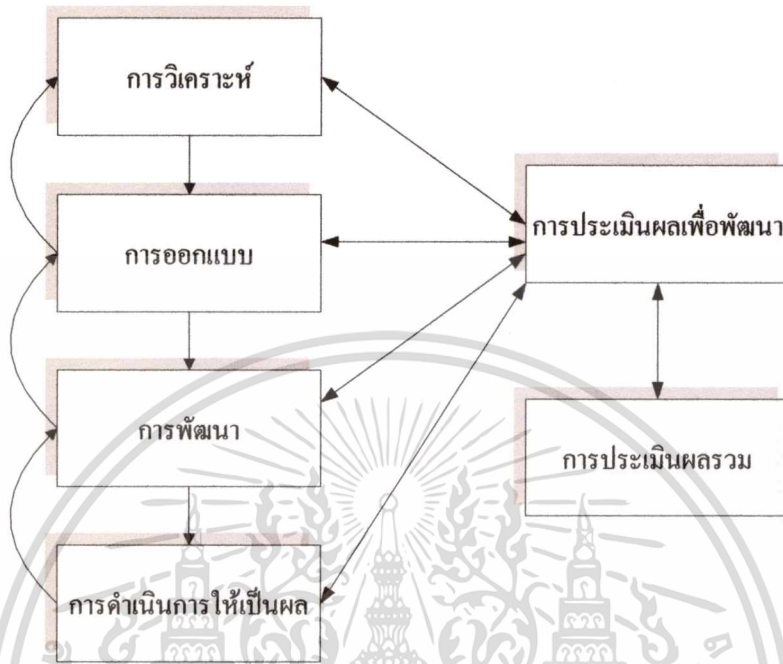 การวิเคราะห์
การประเมินผลเพื่อพัฒนา
การออกแบบ
การพัฒนา
การประเมินผลรวม
การดำเนินการให้เป็นผล